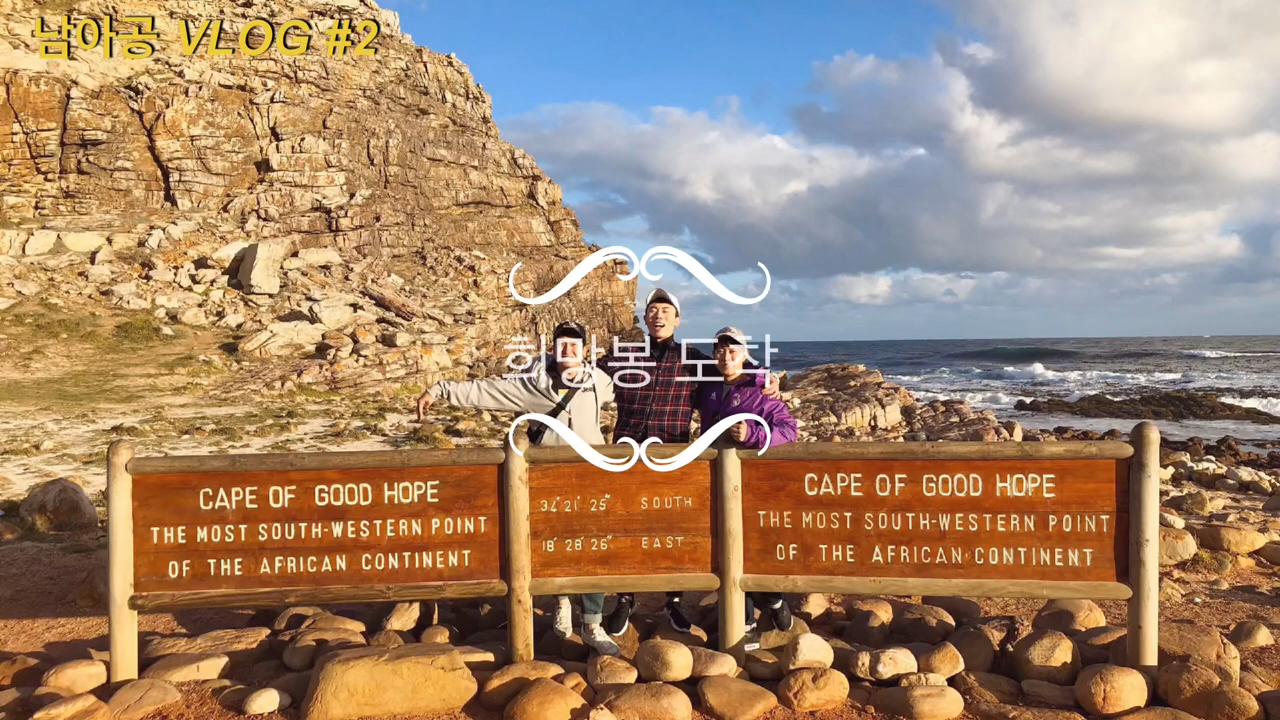 남아공 VLOG #2
희망봉 도착
CAPE OF GOOD HOPE
THE MOST SOUTH-WESTERN POINT
OF THE AFRICAN CONTINENT
34° 21' 25" SOUTH
18° 28' 26" EAST
CAPE OF GOOD HOPE
THE MOST SOUTH-WESTERN POINT
OF THE AFRICAN CONTINENT